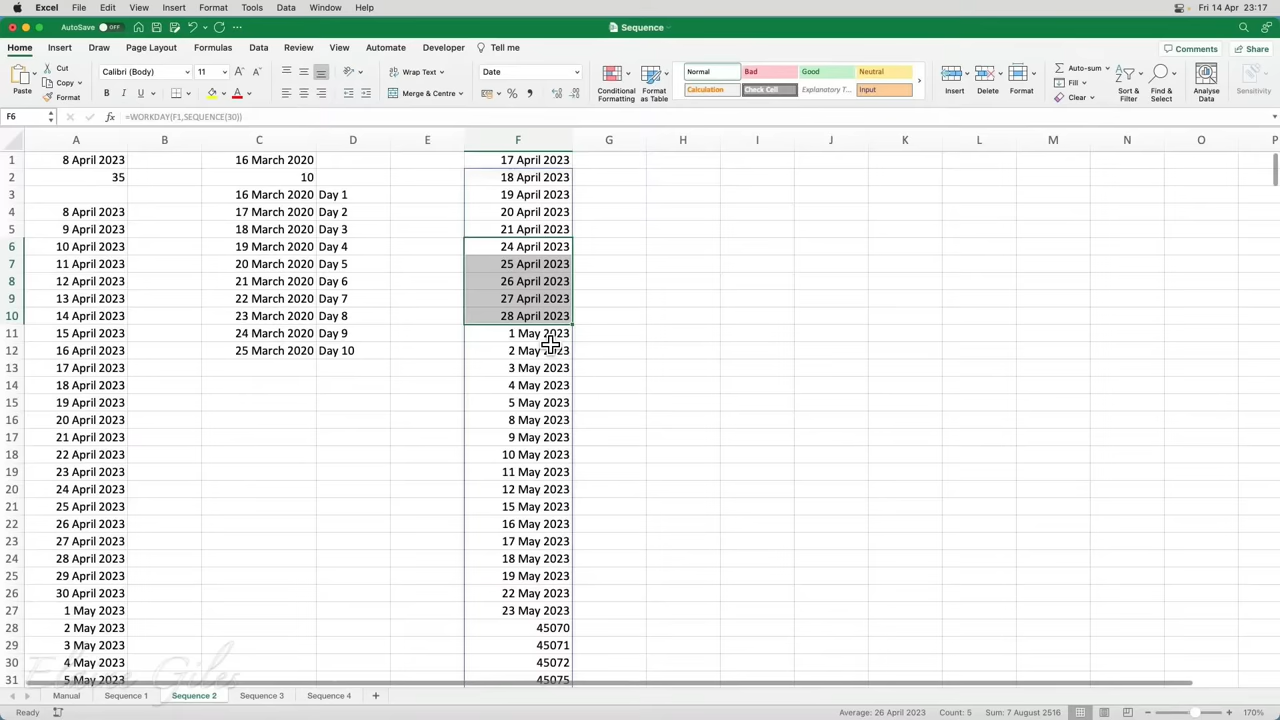 Excel File Edit View Insert Format Tools Data Window Help Fri 14 Apr 23:17
AutoSave OFF Sequence
Home Insert Draw Page Layout Formulas Data Review View Automate Developer Tell me Comments Share
Cut Calibri (Body) 11 Wrap Text Date Normal Bad Good Neutral Auto-sum
Copy Fill
Paste Format Merge & Centre Conditional Formatting Format as Table Calculation Check Cell Explanatory T... Input Insert Delete Format Clear Sort & Filter Find & Select Analyse Data Sensitivity
F6 fx =WORKDAY(F1,SEQUENCE(30))
A B C D E F G H I J K L M N O P
1 8 April 2023 16 March 2020 17 April 2023
2 35 10 18 April 2023
3 16 March 2020 Day 1 19 April 2023
4 8 April 2023 17 March 2020 Day 2 20 April 2023
5 9 April 2023 18 March 2020 Day 3 21 April 2023
6 10 April 2023 19 March 2020 Day 4 24 April 2023
7 11 April 2023 20 March 2020 Day 5 25 April 2023
8 12 April 2023 21 March 2020 Day 6 26 April 2023
9 13 April 2023 22 March 2020 Day 7 27 April 2023
10 14 April 2023 23 March 2020 Day 8 28 April 2023
11 15 April 2023 24 March 2020 Day 9 1 May 2023
12 16 April 2023 25 March 2020 Day 10 2 May 2023
13 17 April 2023 3 May 2023
14 18 April 2023 4 May 2023
15 19 April 2023 5 May 2023
16 20 April 2023 8 May 2023
17 21 April 2023 9 May 2023
18 22 April 2023 10 May 2023
19 23 April 2023 11 May 2023
20 24 April 2023 12 May 2023
21 25 April 2023 15 May 2023
22 26 April 2023 16 May 2023
23 27 April 2023 17 May 2023
24 28 April 2023 18 May 2023
25 29 April 2023 19 May 2023
26 30 April 2023 22 May 2023
27 1 May 2023 23 May 2023
28 2 May 2023 45070
29 3 May 2023 45071
30 4 May 2023 45072
31 5 May 2023 45075
Giles
Manual Sequence 1 Sequence 2 Sequence 3 Sequence 4
Ready Average: 26 April 2023 Count: 5 Sum: 7 August 2516 170%